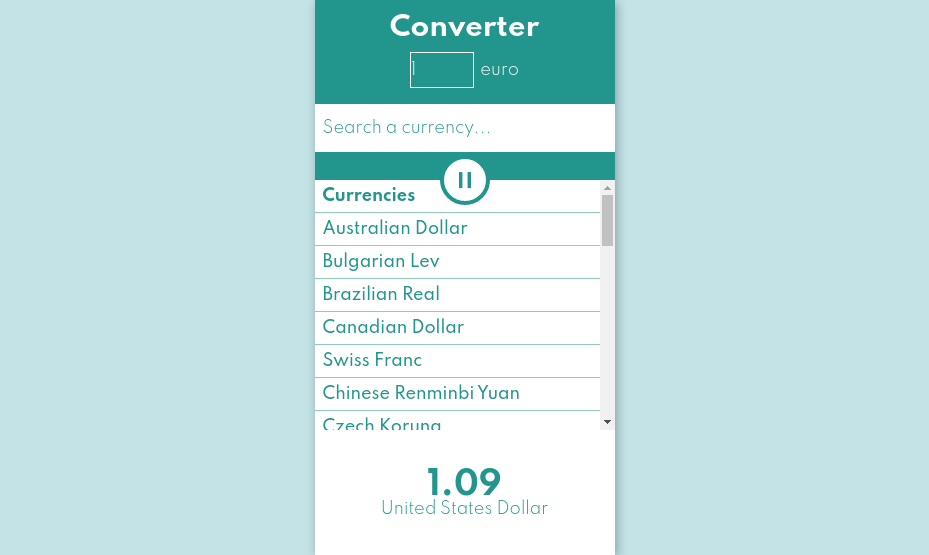 Converter
1 euro
Search a currency...
Currencies
Australian Dollar
Bulgarian Lev
Brazilian Real
Canadian Dollar
Swiss Franc
Chinese Renminbi Yuan
Czech Koruna
1.09
United States Dollar